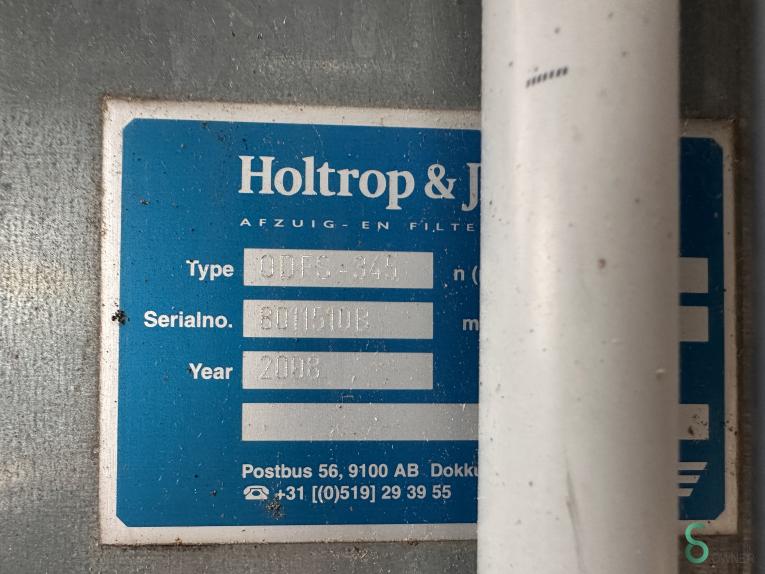 Holtrop & J
AFZUIG- EN FILTE
Type ODFS-345 n (
Serialno. 8011510B m
Year 2008
Postbus 56, 9100 AB Dokku
☎ +31 [(0)519] 29 39 55
OWNER